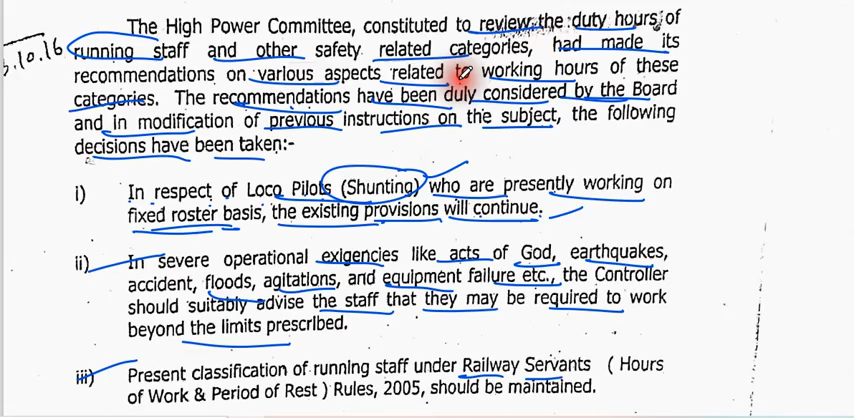 The High Power Committee, constituted to review the duty hours of
.10.16
running staff and other safety related categories, had made its
recommendations on various aspects related to working hours of these
categories. The recommendations have been duly considered by the Board
and in modification of previous instructions on the subject, the following
decisions have been taken:-
i) In respect of Loco Pilots (Shunting) who are presently working on
fixed roster basis, the existing provisions will continue.
ii) In severe operational exigencies like acts of God, earthquakes,
accident, floods, agitations, and equipment failure etc., the Controller
should suitably advise the staff that they may be required to work
beyond the limits prescribed.
iii) Present classification of running staff under Railway Servants ( Hours
of Work & Period of Rest ) Rules, 2005, should be maintained.